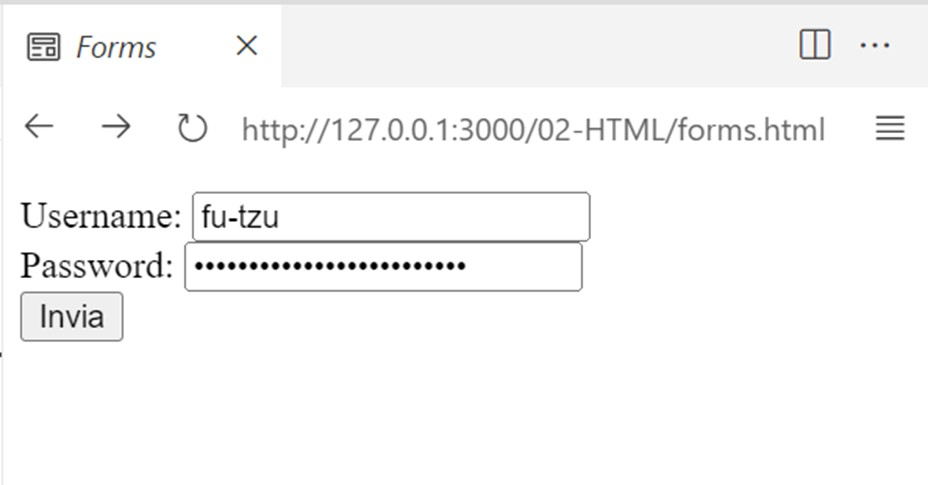 Forms
http://127.0.0.1:3000/02-HTML/forms.html
Username: fu-tzu
Password: •••••••••••••••••••••••••
Invia